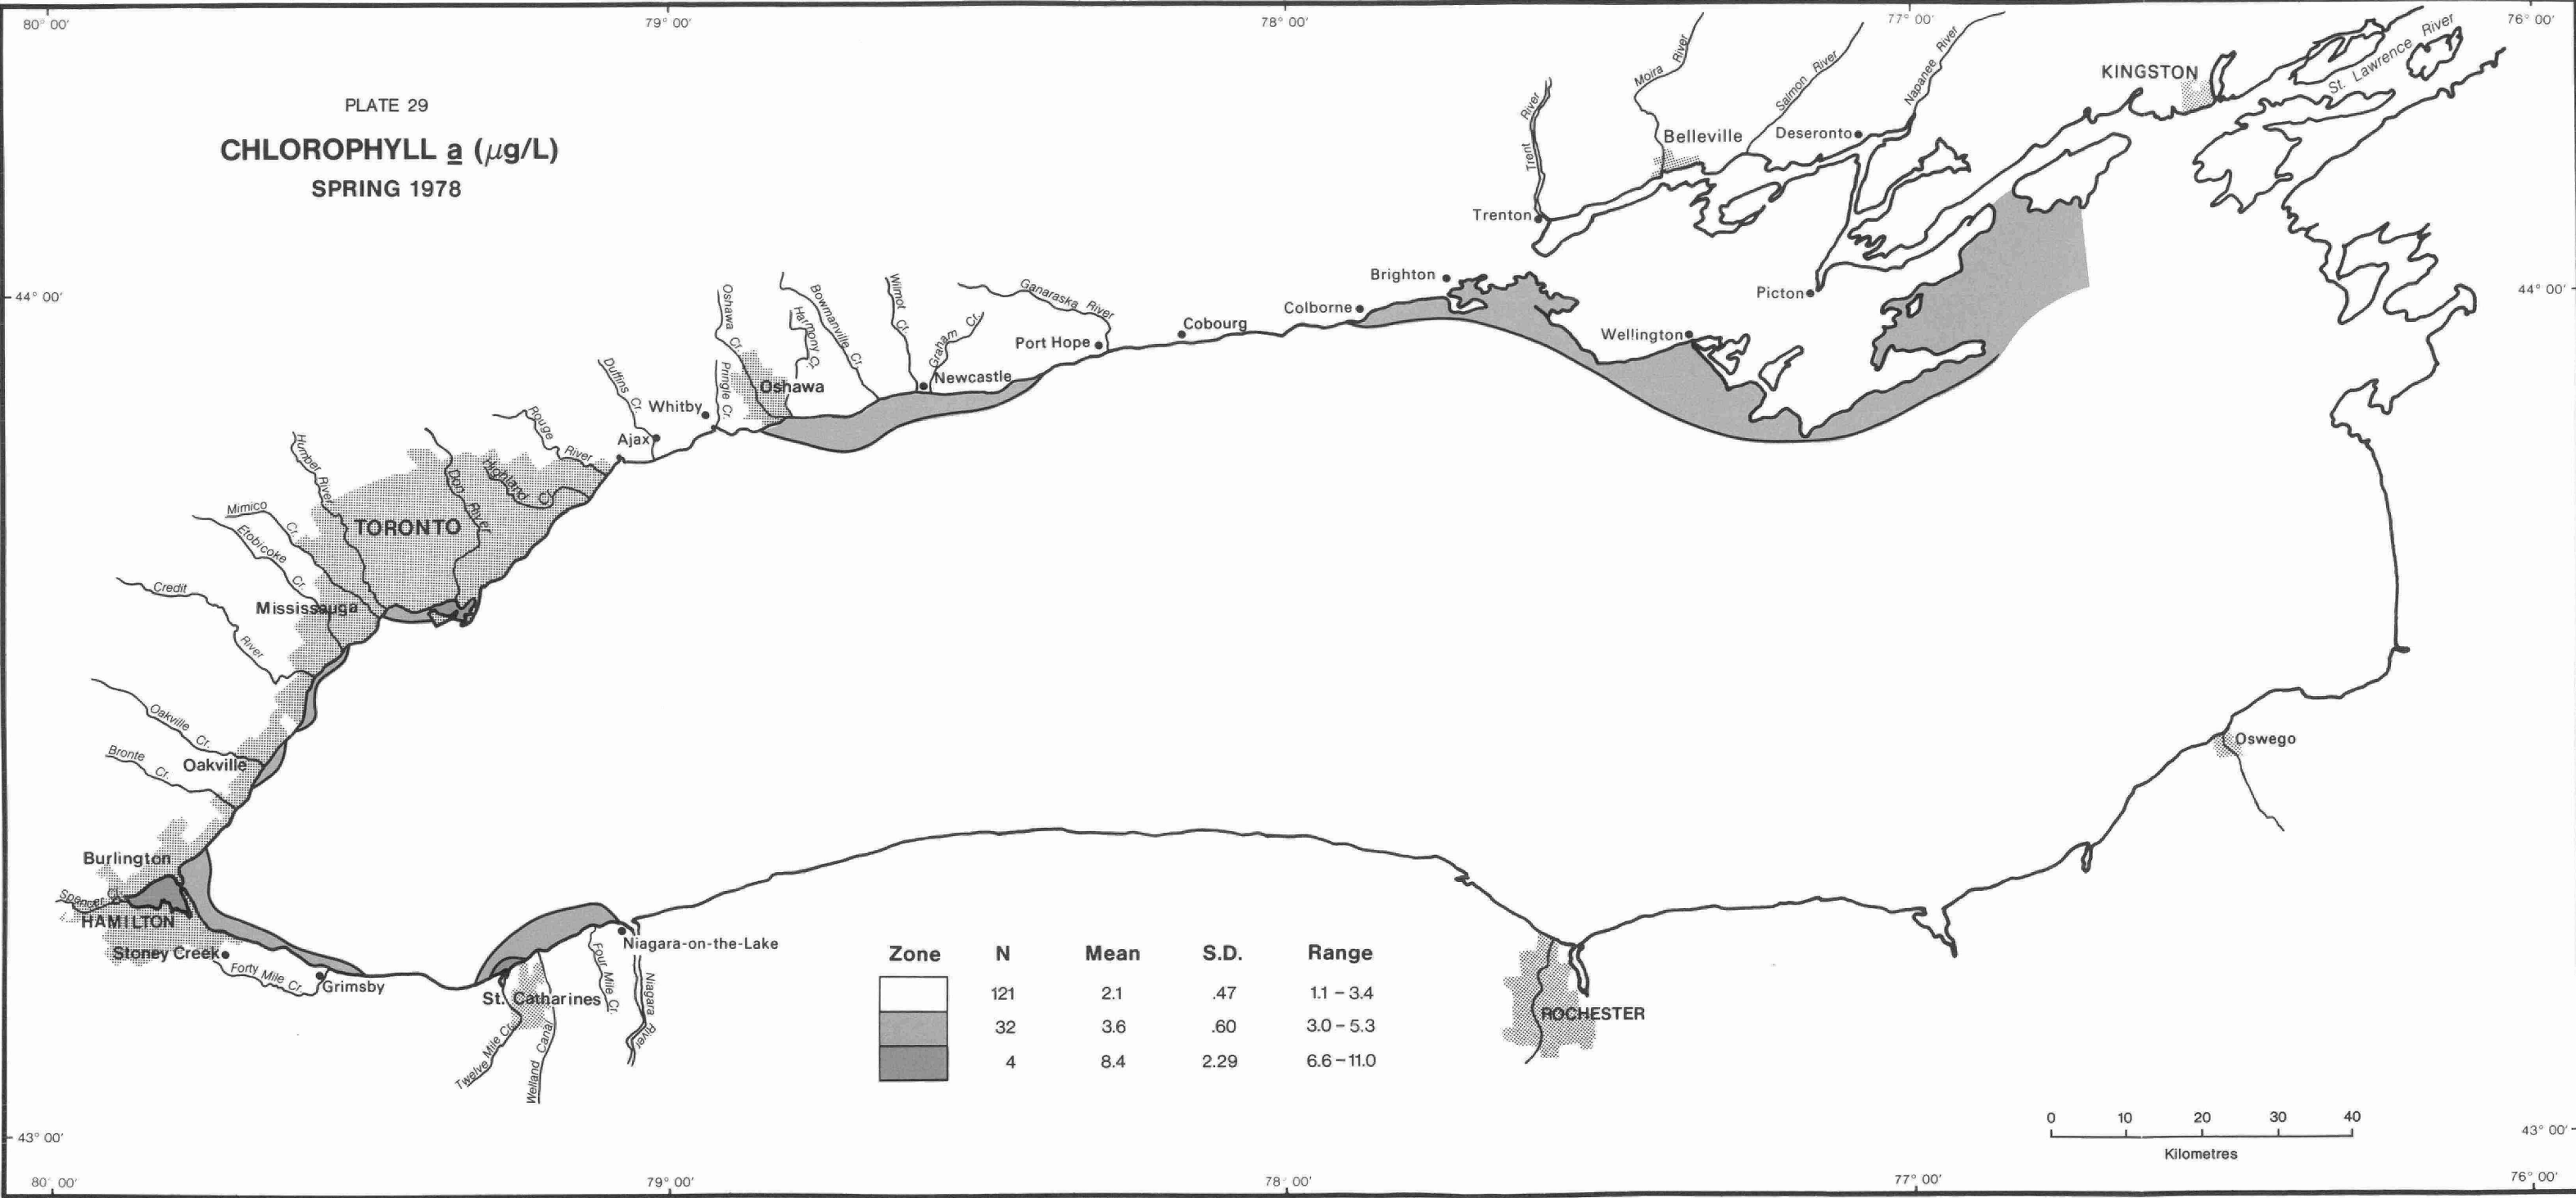 80° 00'
79° 00'
78° 00'
77° 00'
76° 00'
PLATE 29
CHLOROPHYLL a (μg/L)
SPRING 1978
Trent River
Moira River
Salmon River
Napanee River
KINGSTON
St. Lawrence River
Belleville
Deseronto
Trenton
Brighton
Colborne
Picton
Wellington
44° 00'
44° 00'
Oshawa Cr.
Harmony Cr.
Bowmanville Cr.
Wilmot Cr.
Graham Cr.
Ganaraska River
Port Hope
Cobourg
Newcastle
Oshawa
Pringle Cr.
Duffins Cr.
Whitby
Ajax
Rouge River
Highland Cr.
Don River
Humber River
TORONTO
Mimico Cr.
Etobicoke Cr.
Credit River
Mississauga
Oakville Cr.
Bronte Cr.
Oakville
Burlington
Spencer Cr.
HAMILTON
Stoney Creek
Forty Mile Cr.
Grimsby
St. Catharines
Twelve Mile Cr.
Welland Canal
Four Mile Cr.
Niagara-on-the-Lake
Niagara River
Oswego
ROCHESTER
Zone N Mean S.D. Range
121 2.1 .47 1.1 – 3.4
32 3.6 .60 3.0 – 5.3
4 8.4 2.29 6.6 – 11.0
0 10 20 30 40
Kilometres
43° 00'
43° 00'
80° 00'
79° 00'
78° 00'
77° 00'
76° 00'